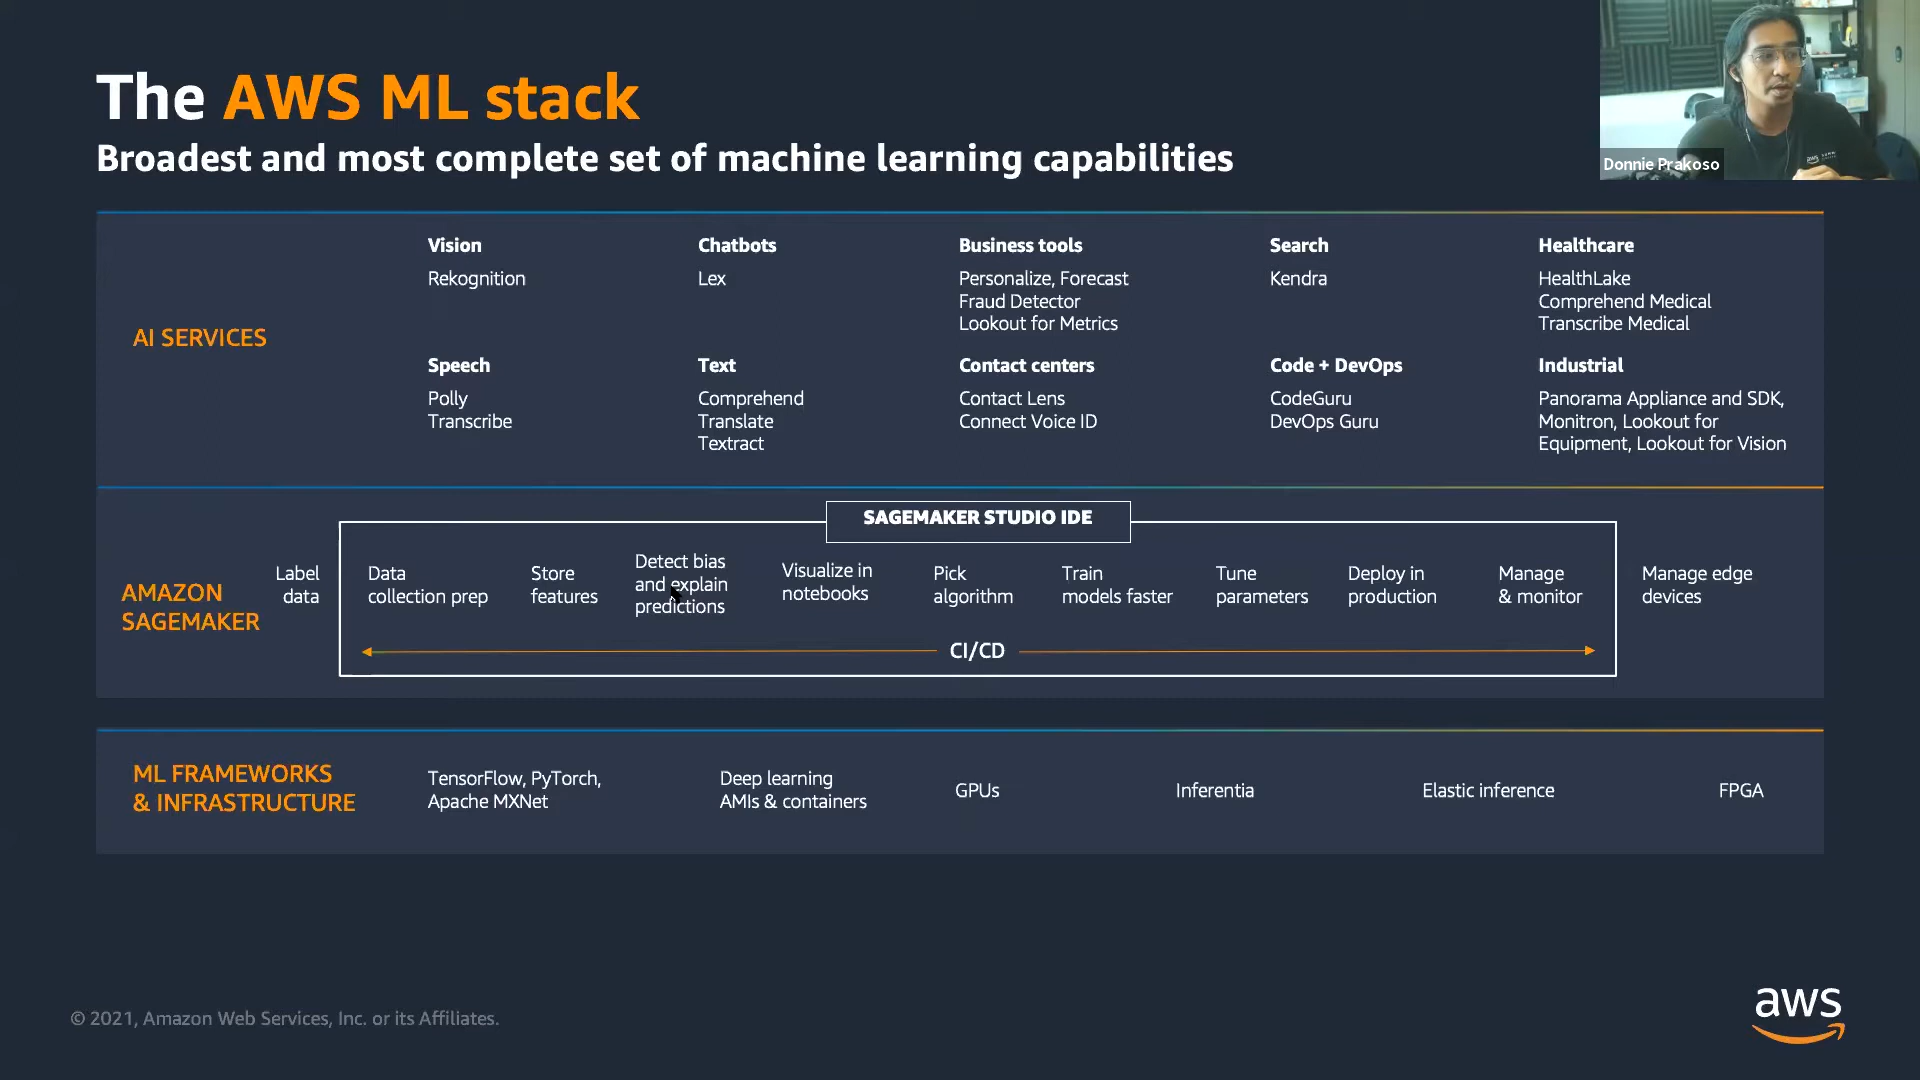 The AWS ML stack
Broadest and most complete set of machine learning capabilities
Donnie Prakoso
AI SERVICES
Vision
Rekognition
Chatbots
Lex
Business tools
Personalize, Forecast
Fraud Detector
Lookout for Metrics
Search
Kendra
Healthcare
HealthLake
Comprehend Medical
Transcribe Medical
Speech
Polly
Transcribe
Text
Comprehend
Translate
Textract
Contact centers
Contact Lens
Connect Voice ID
Code + DevOps
CodeGuru
DevOps Guru
Industrial
Panorama Appliance and SDK,
Monitron, Lookout for
Equipment, Lookout for Vision
AMAZON
SAGEMAKER
SAGEMAKER STUDIO IDE
Label
data
Data
collection prep
Store
features
Detect bias
and explain
predictions
Visualize in
notebooks
Pick
algorithm
Train
models faster
Tune
parameters
Deploy in
production
Manage
& monitor
Manage edge
devices
CI/CD
ML FRAMEWORKS
& INFRASTRUCTURE
TensorFlow, PyTorch,
Apache MXNet
Deep learning
AMIs & containers
GPUs
Inferentia
Elastic inference
FPGA
© 2021, Amazon Web Services, Inc. or its Affiliates.
aws